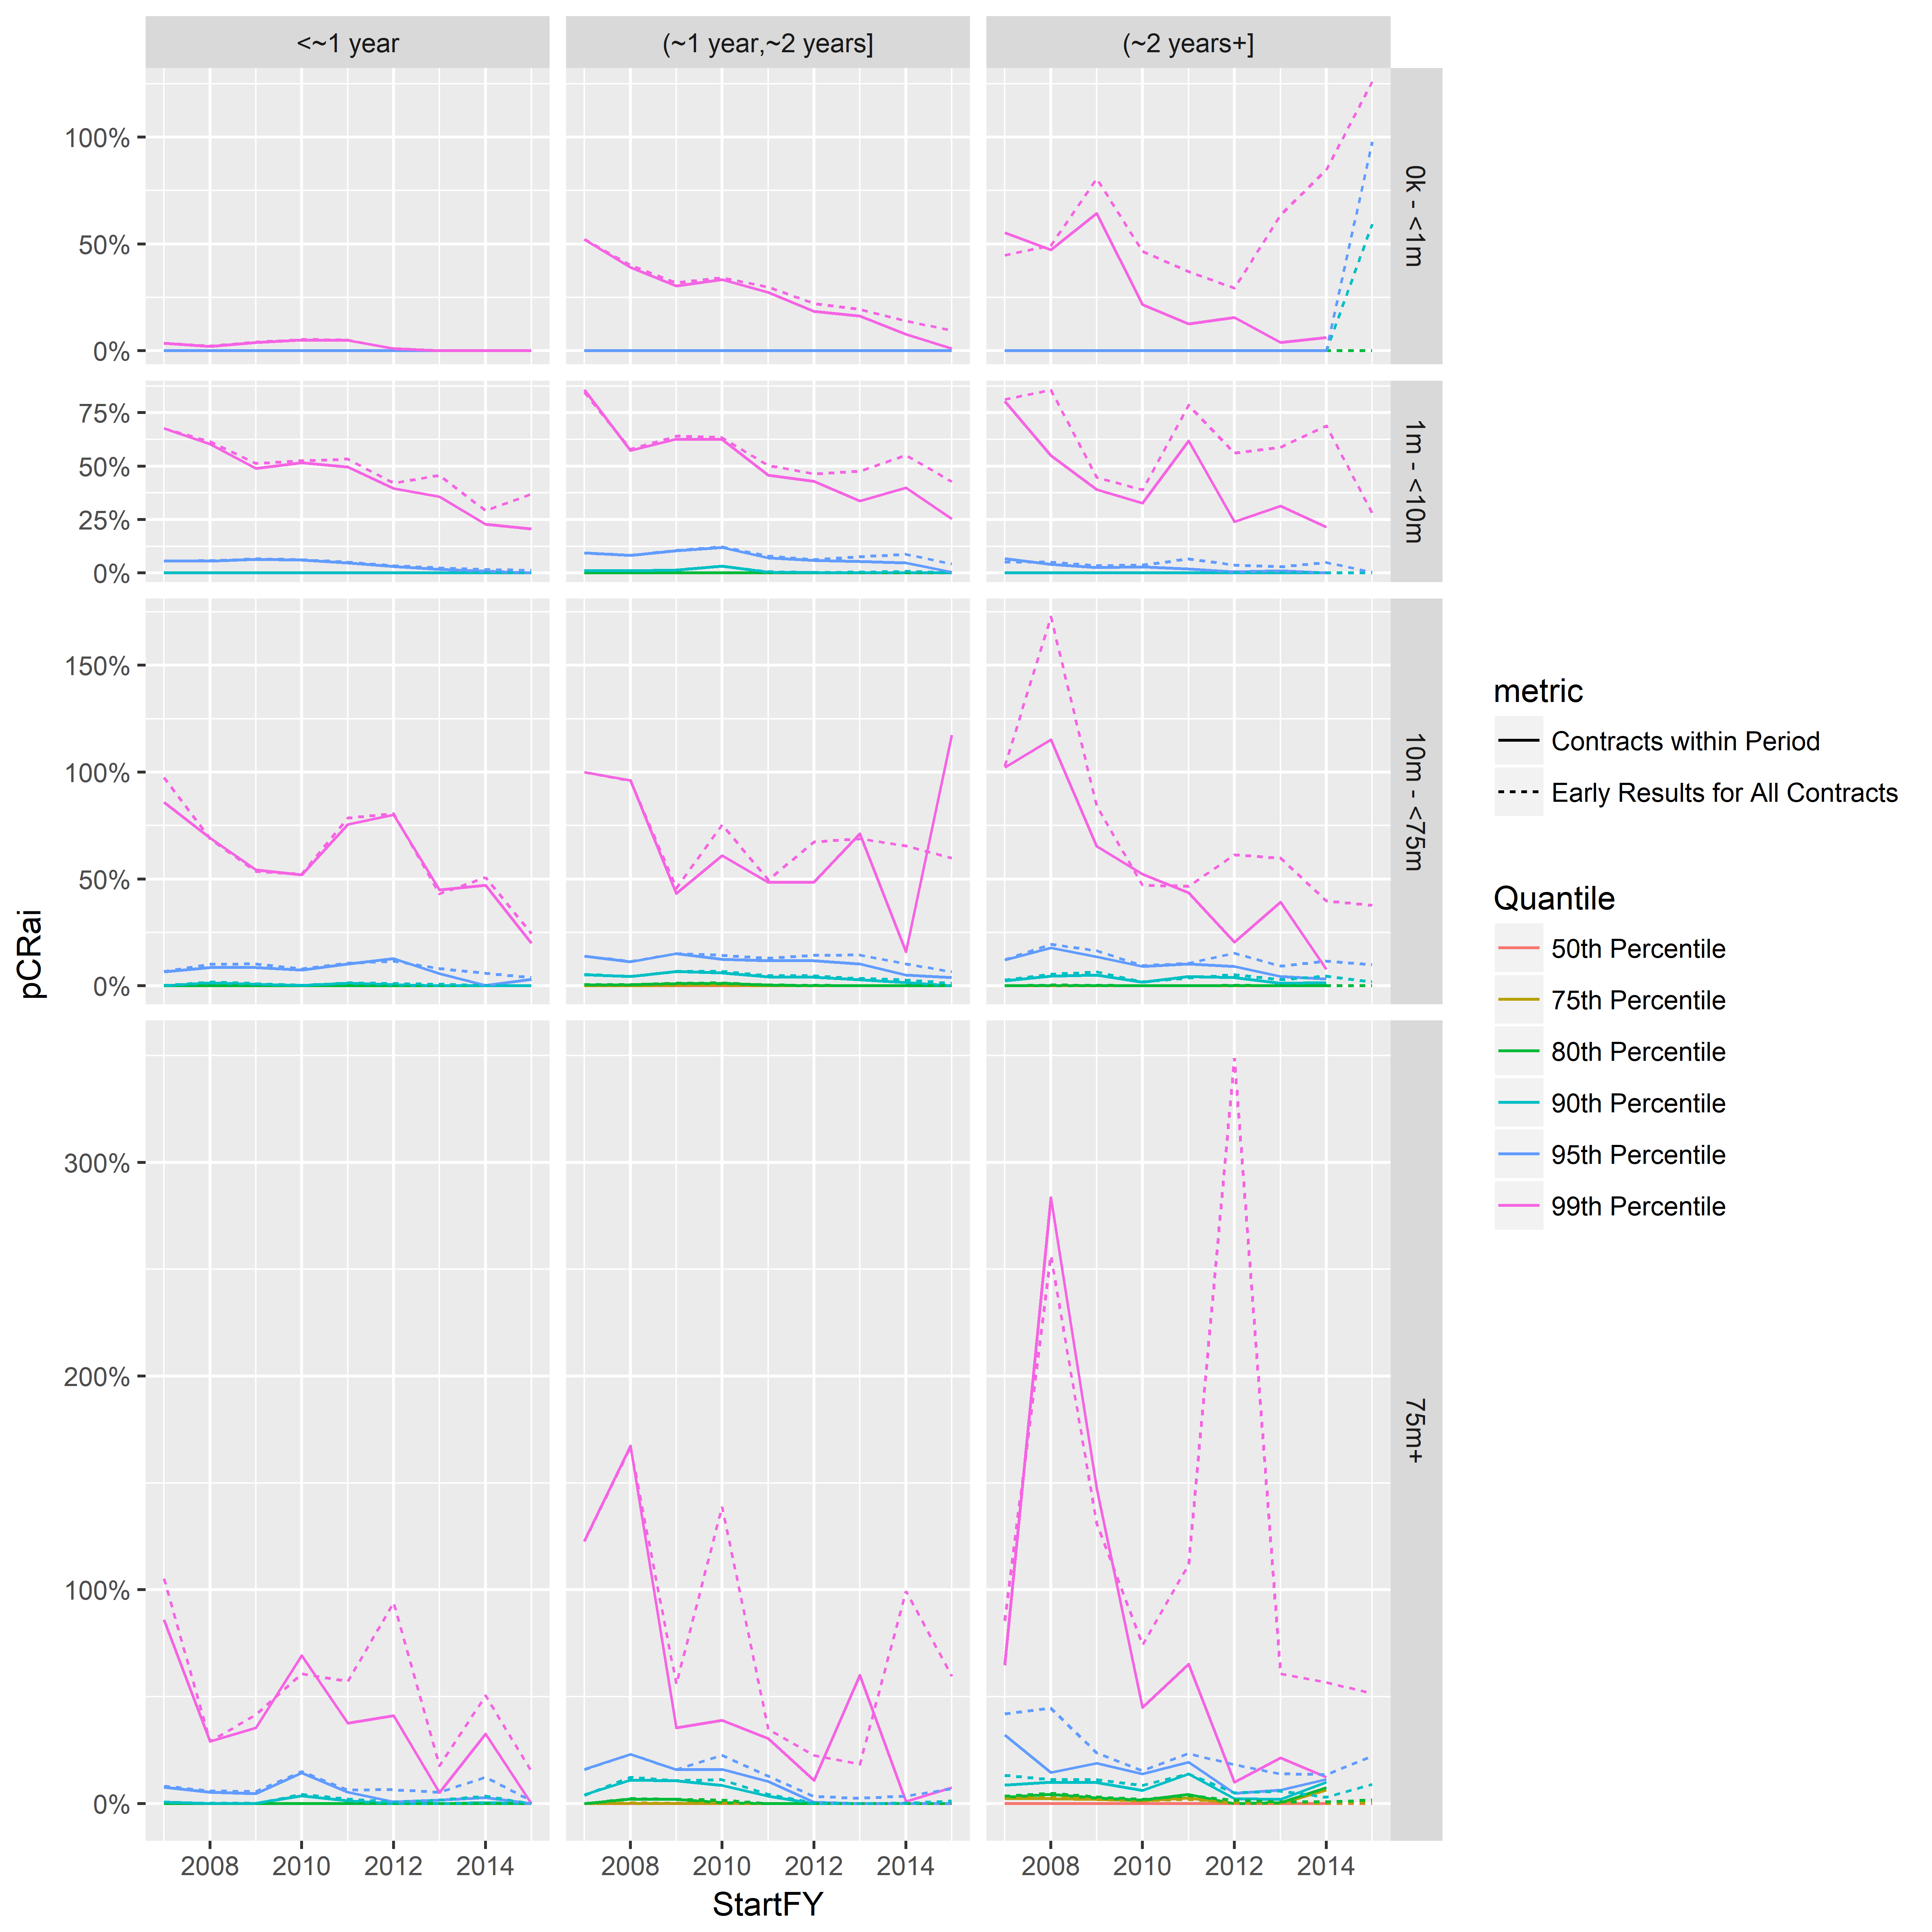 <~1 year
(~1 year,~2 years]
(~2 years+]
100%
50%
0%
0k - <1m
75%
50%
25%
0%
1m - <10m
150%
100%
50%
0%
10m - <75m
300%
200%
100%
0%
75m+
2008
2010
2012
2014
2008
2010
2012
2014
2008
2010
2012
2014
StartFY
pCRai
metric
Contracts within Period
Early Results for All Contracts
Quantile
50th Percentile
75th Percentile
80th Percentile
90th Percentile
95th Percentile
99th Percentile